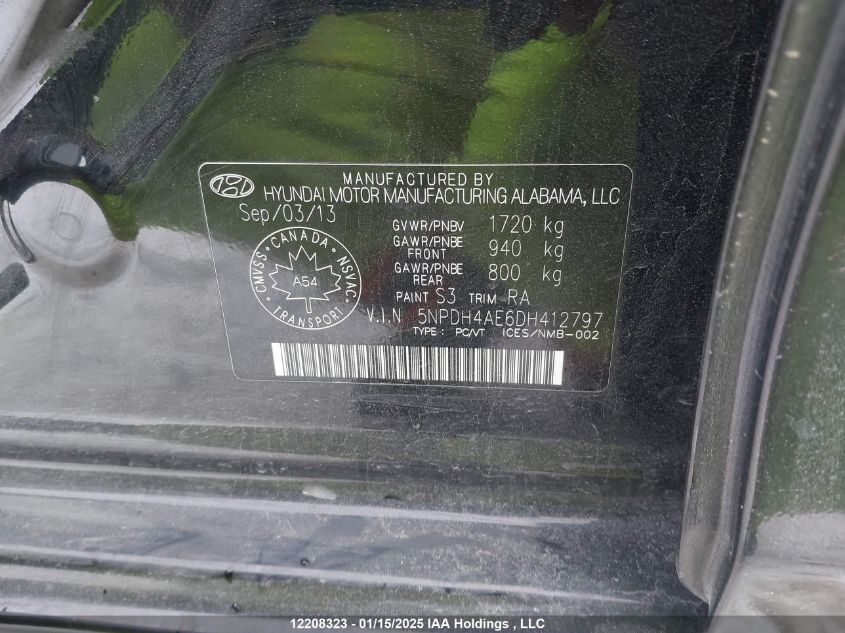 MANUFACTURED BY
HYUNDAI MOTOR MANUFACTURING ALABAMA, LLC
Sep/03/13
GVWR/PNBV 1720 kg
GAWR/PNBE FRONT 940 kg
GAWR/PNBE REAR 800 kg
PAINT S3 TRIM RA
CMVSS · CANADA · NSVAC · TRANSPORT
A54
V.I.N 5NPDH4AE6DH412797
TYPE : PC/VT ICES/NMB-002
12208323 - 01/15/2025 IAA Holdings , LLC